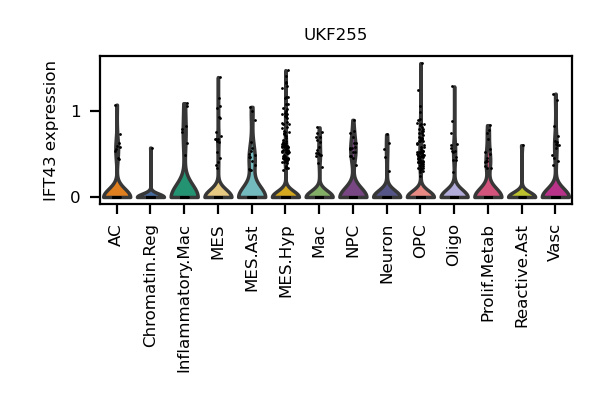 UKF255
IFT43 expression
1
0
AC
Chromatin.Reg
Inflammatory.Mac
MES
MES.Ast
MES.Hyp
Mac
NPC
Neuron
OPC
Oligo
Prolif.Metab
Reactive.Ast
Vasc